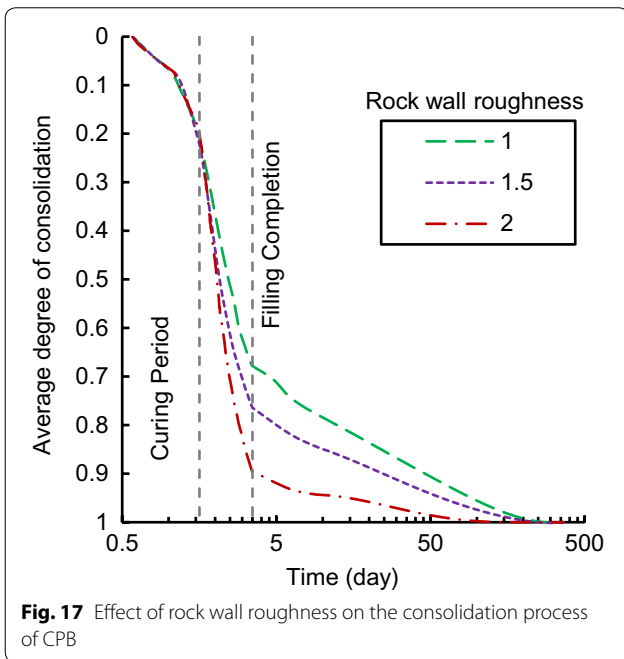 0
0.1
0.2
0.3
0.4
0.5
0.6
0.7
0.8
0.9
1
Average degree of consolidation
Curing Period
Filling Completion
Rock wall roughness
1
1.5
2
0.5
5
50
500
Time (day)
Fig. 17 Effect of rock wall roughness on the consolidation process
of CPB